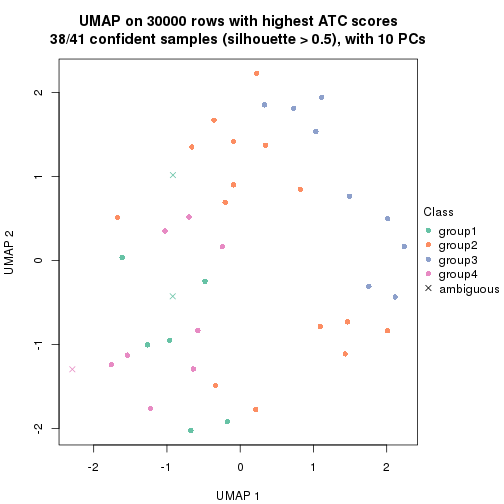 UMAP on 30000 rows with highest ATC scores
38/41 confident samples (silhouette > 0.5), with 10 PCs
Class
group1
group2
group3
group4
ambiguous
UMAP 2
2
1
0
-1
-2
-2
-1
0
1
2
UMAP 1